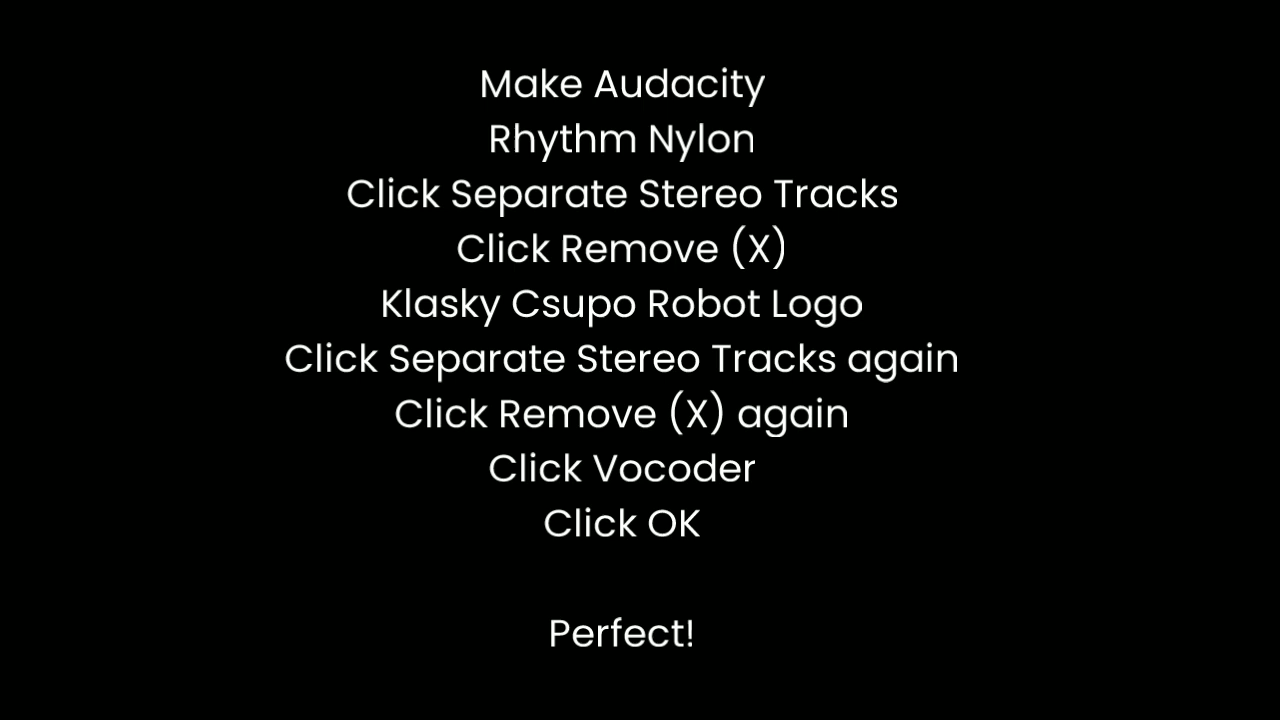 Make Audacity
Rhythm Nylon
Click Separate Stereo Tracks
Click Remove (X)
Klasky Csupo Robot Logo
Click Separate Stereo Tracks again
Click Remove (X) again
Click Vocoder
Click OK
Perfect!